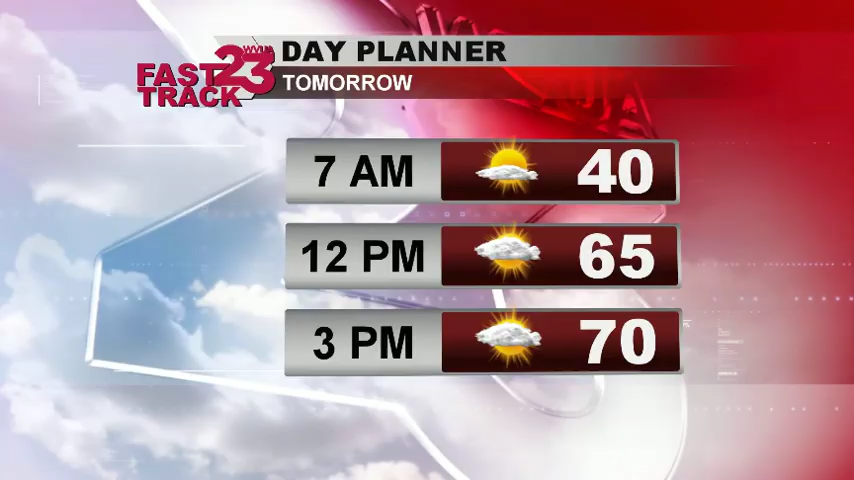 WVUA
23
FAST
TRACK
DAY PLANNER
TOMORROW
7 AM 40
12 PM 65
3 PM 70